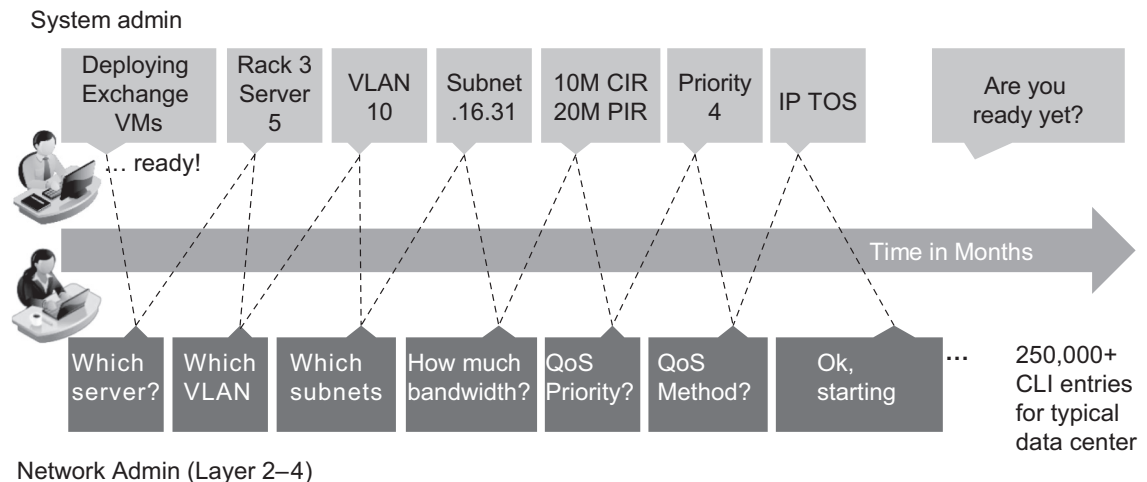 System admin
Deploying
Exchange
VMs
Rack 3
Server
5
VLAN
10
Subnet
.16.31
10M CIR
20M PIR
Priority
4
IP TOS
Are you
ready yet?
... ready!
Time in Months
Which
server?
Which
VLAN
Which
subnets
How much
bandwidth?
QoS
Priority?
QoS
Method?
Ok,
starting
...
250,000+
CLI entries
for typical
data center
Network Admin (Layer 2–4)